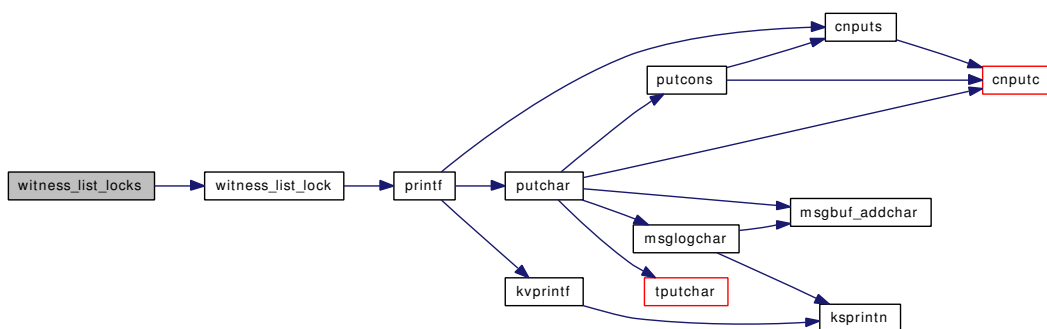 cnputs
putcons
cnputc
witness_list_locks
witness_list_lock
printf
putchar
msgbuf_addchar
msglogchar
kvprintf
tputchar
ksprintn